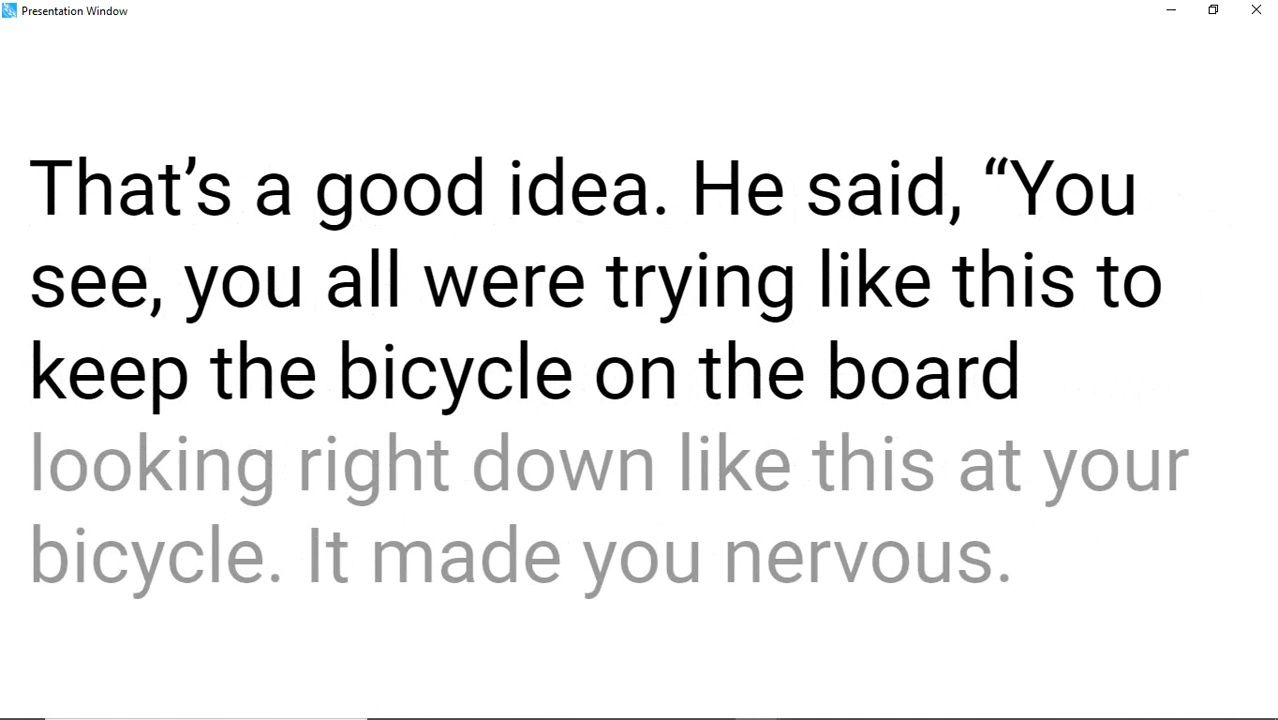 Presentation Window
That’s a good idea. He said, “You
see, you all were trying like this to
keep the bicycle on the board
looking right down like this at your
bicycle. It made you nervous.